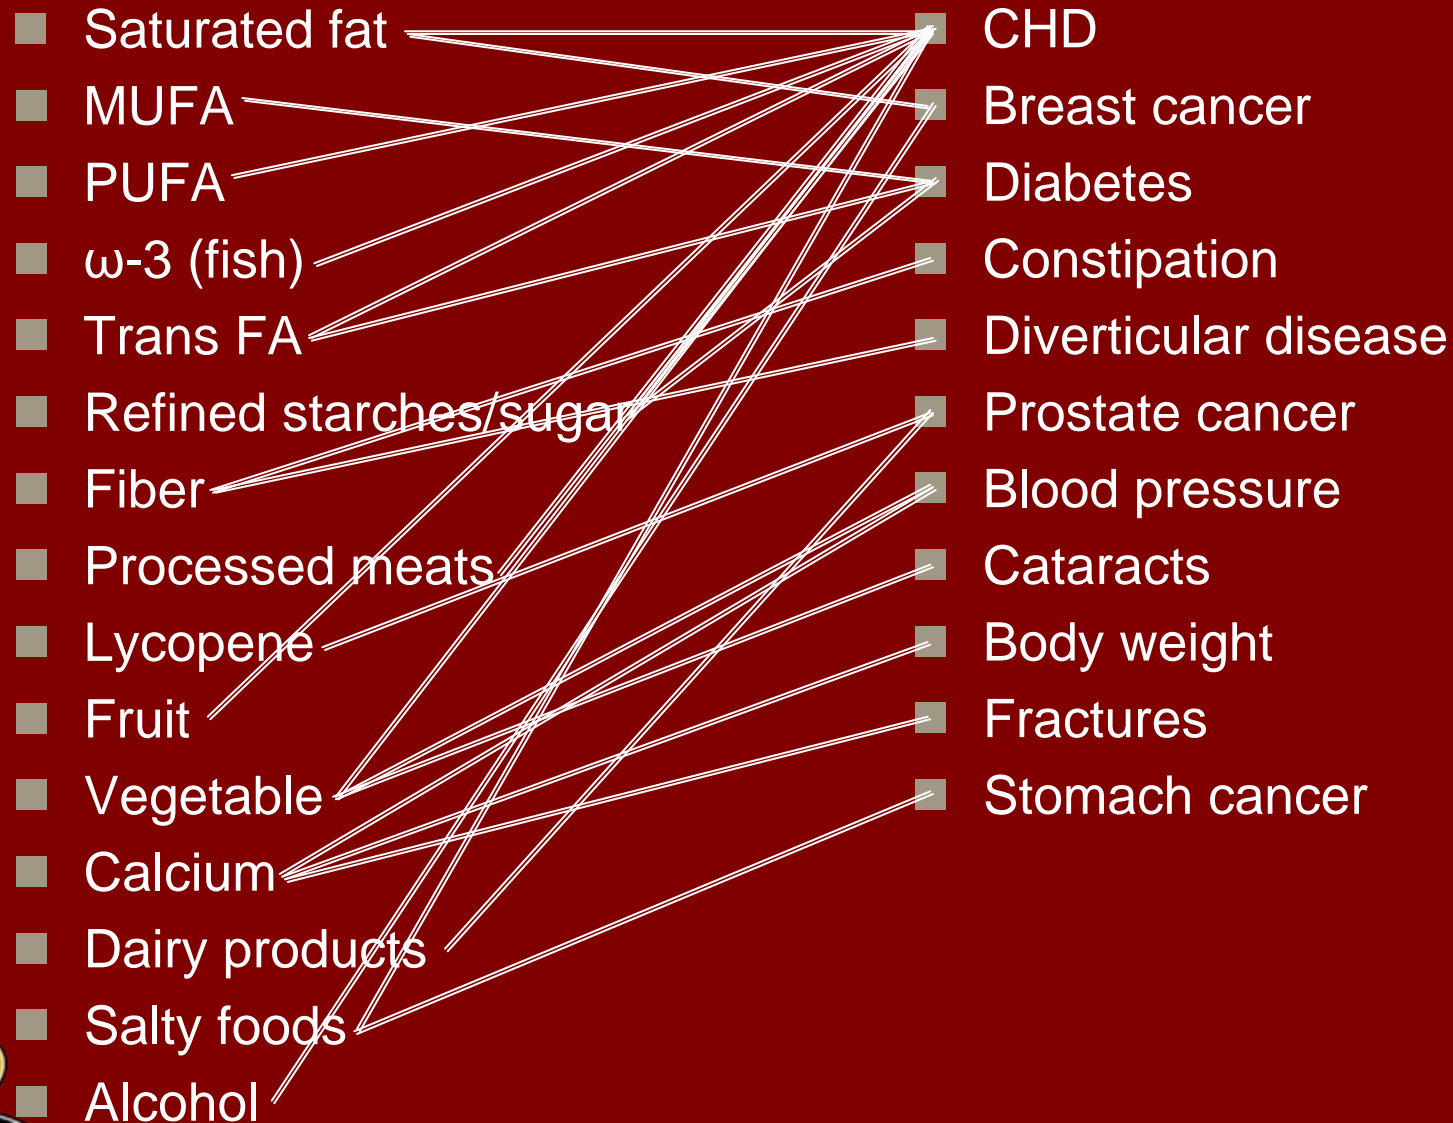 Saturated fat
MUFA
PUFA
ω-3 (fish)
Trans FA
Refined starches/sugar
Fiber
Processed meats
Lycopene
Fruit
Vegetable
Calcium
Dairy products
Salty foods
Alcohol
CHD
Breast cancer
Diabetes
Constipation
Diverticular disease
Prostate cancer
Blood pressure
Cataracts
Body weight
Fractures
Stomach cancer